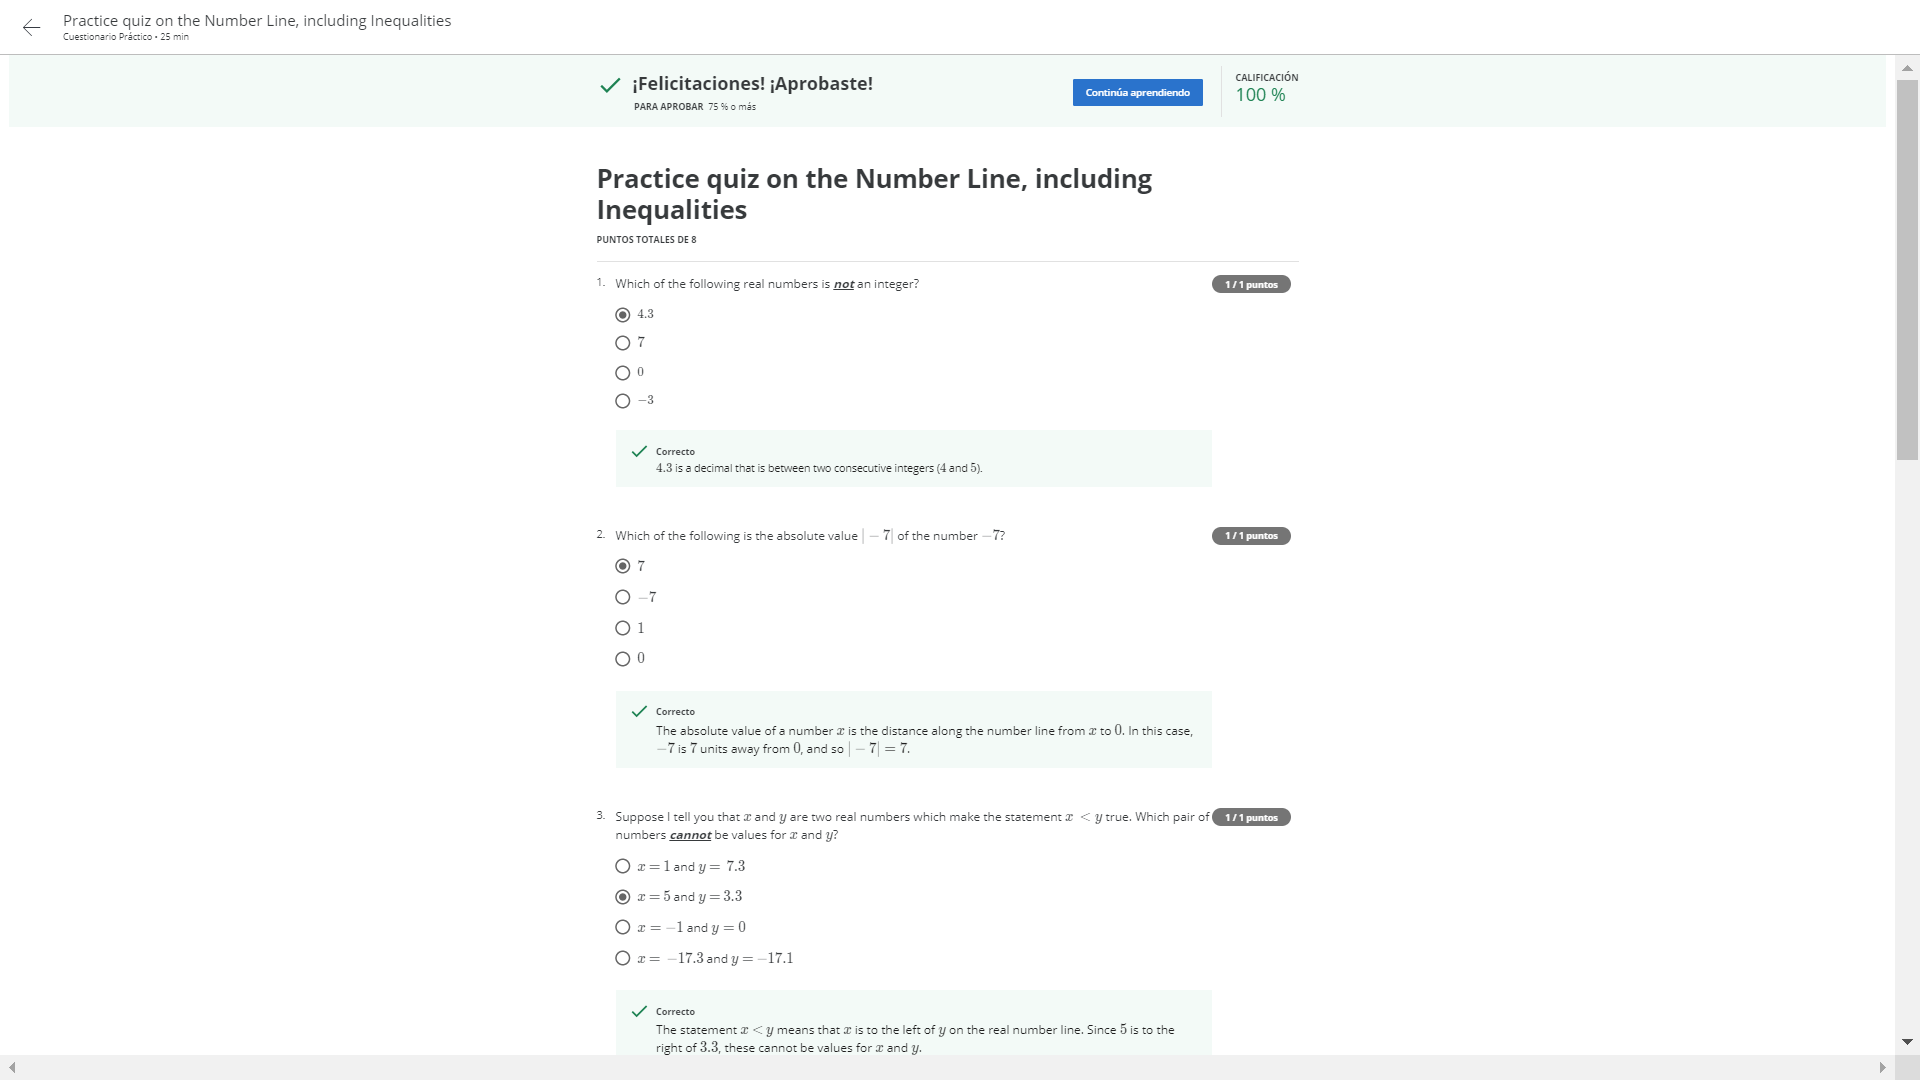 Practice quiz on the Number Line, including Inequalities
Cuestionario Práctico • 25 min
¡Felicitaciones! ¡Aprobaste!
PARA APROBAR 75 % o más
Continúa aprendiendo
CALIFICACIÓN
100 %
Practice quiz on the Number Line, including
Inequalities
PUNTOS TOTALES DE 8
1. Which of the following real numbers is not an integer?
1 / 1 puntos
4.3
7
0
−3
Correcto
4.3 is a decimal that is between two consecutive integers (4 and 5).
2. Which of the following is the absolute value | − 7| of the number −7?
1 / 1 puntos
7
−7
1
0
Correcto
The absolute value of a number x is the distance along the number line from x to 0. In this case,
−7 is 7 units away from 0, and so | − 7| = 7.
3. Suppose I tell you that x and y are two real numbers which make the statement x < y true. Which pair of
1 / 1 puntos
numbers cannot be values for x and y?
x = 1 and y = 7.3
x = 5 and y = 3.3
x = −1 and y = 0
x = −17.3 and y = −17.1
Correcto
The statement x < y means that x is to the left of y on the real number line. Since 5 is to the
right of 3.3, these cannot be values for x and y.